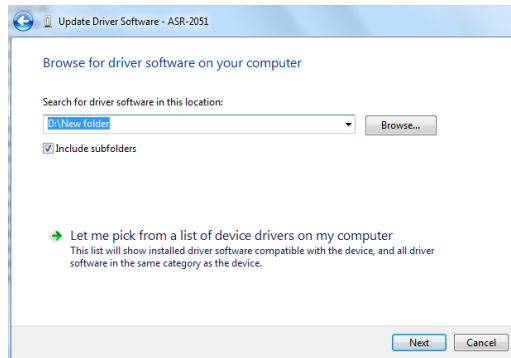 Update Driver Software - ASR-2051
Browse for driver software on your computer
Search for driver software in this location:
D:\New folder
Browse...
Include subfolders
Let me pick from a list of device drivers on my computer
This list will show installed driver software compatible with the device, and all driver
software in the same category as the device.
Next Cancel